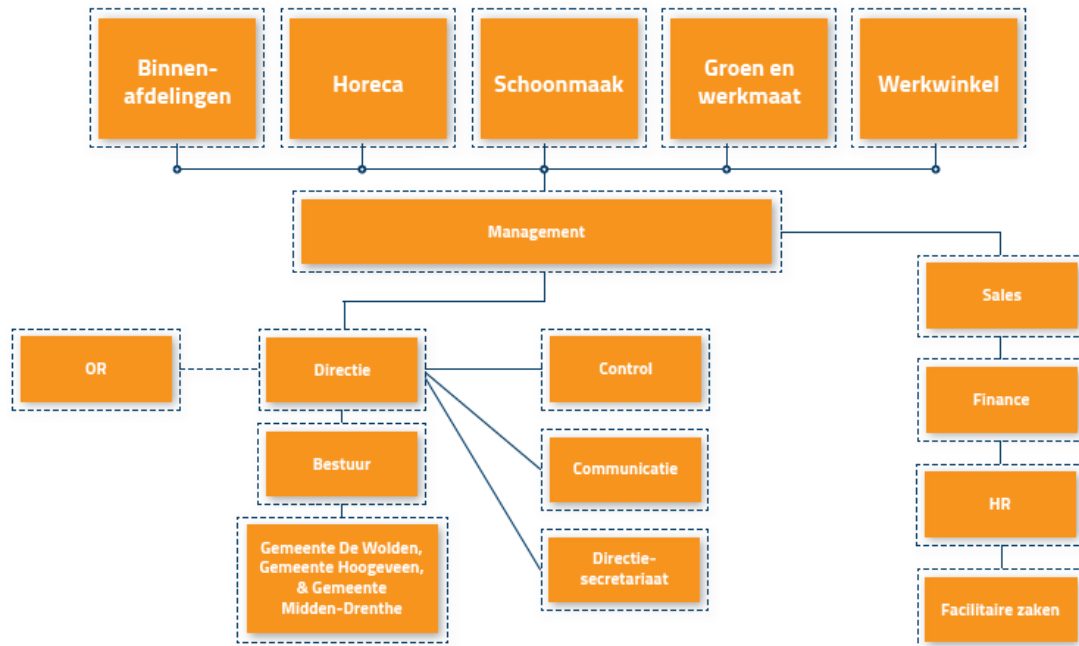 Binnen-
afdelingen
Horeca
Schoonmaak
Groen en
werkmaat
Werkwinkel
Management
Sales
OR
Directie
Control
Finance
Bestuur
Communicatie
HR
Gemeente De Wolden,
Gemeente Hoogeveen,
& Gemeente
Midden-Drenthe
Directie-
secretariaat
Facilitaire zaken